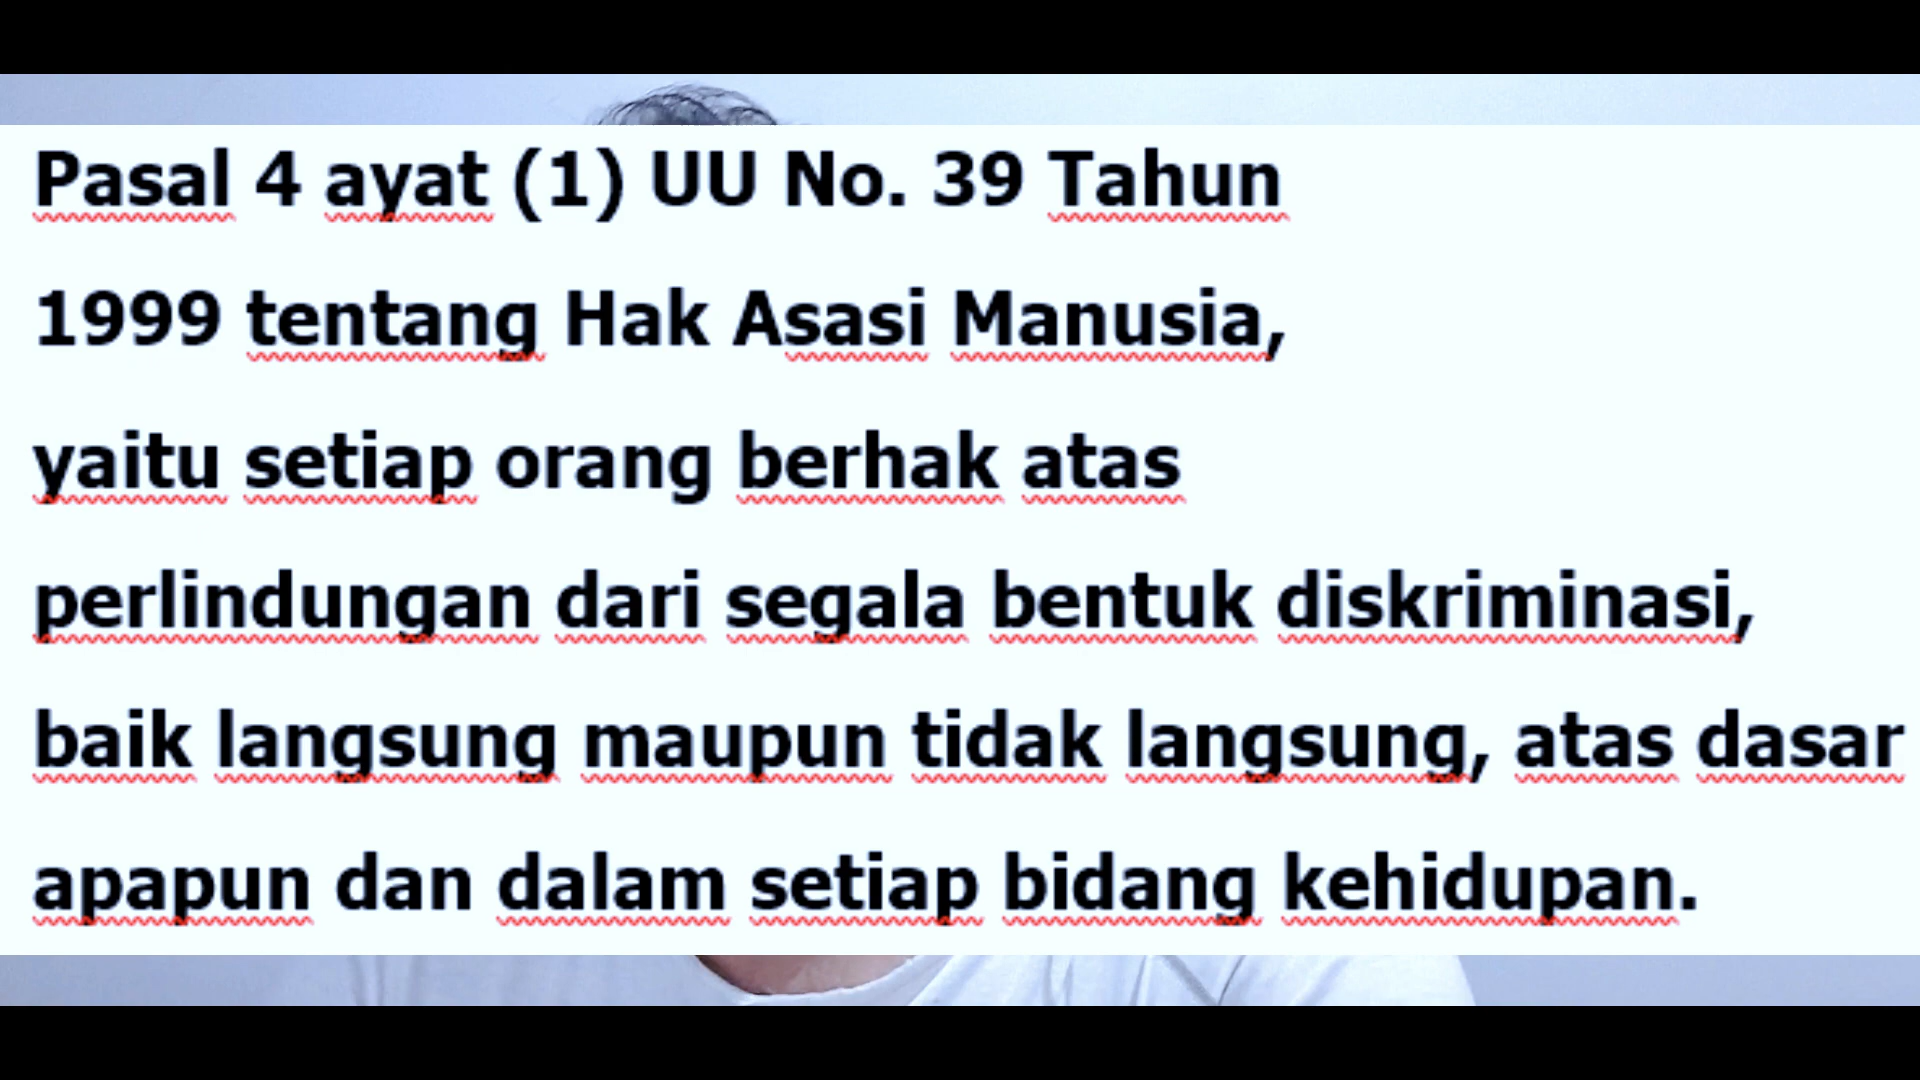 Pasal 4 ayat (1) UU No. 39 Tahun
1999 tentang Hak Asasi Manusia,
yaitu setiap orang berhak atas
perlindungan dari segala bentuk diskriminasi,
baik langsung maupun tidak langsung, atas dasar
apapun dan dalam setiap bidang kehidupan.